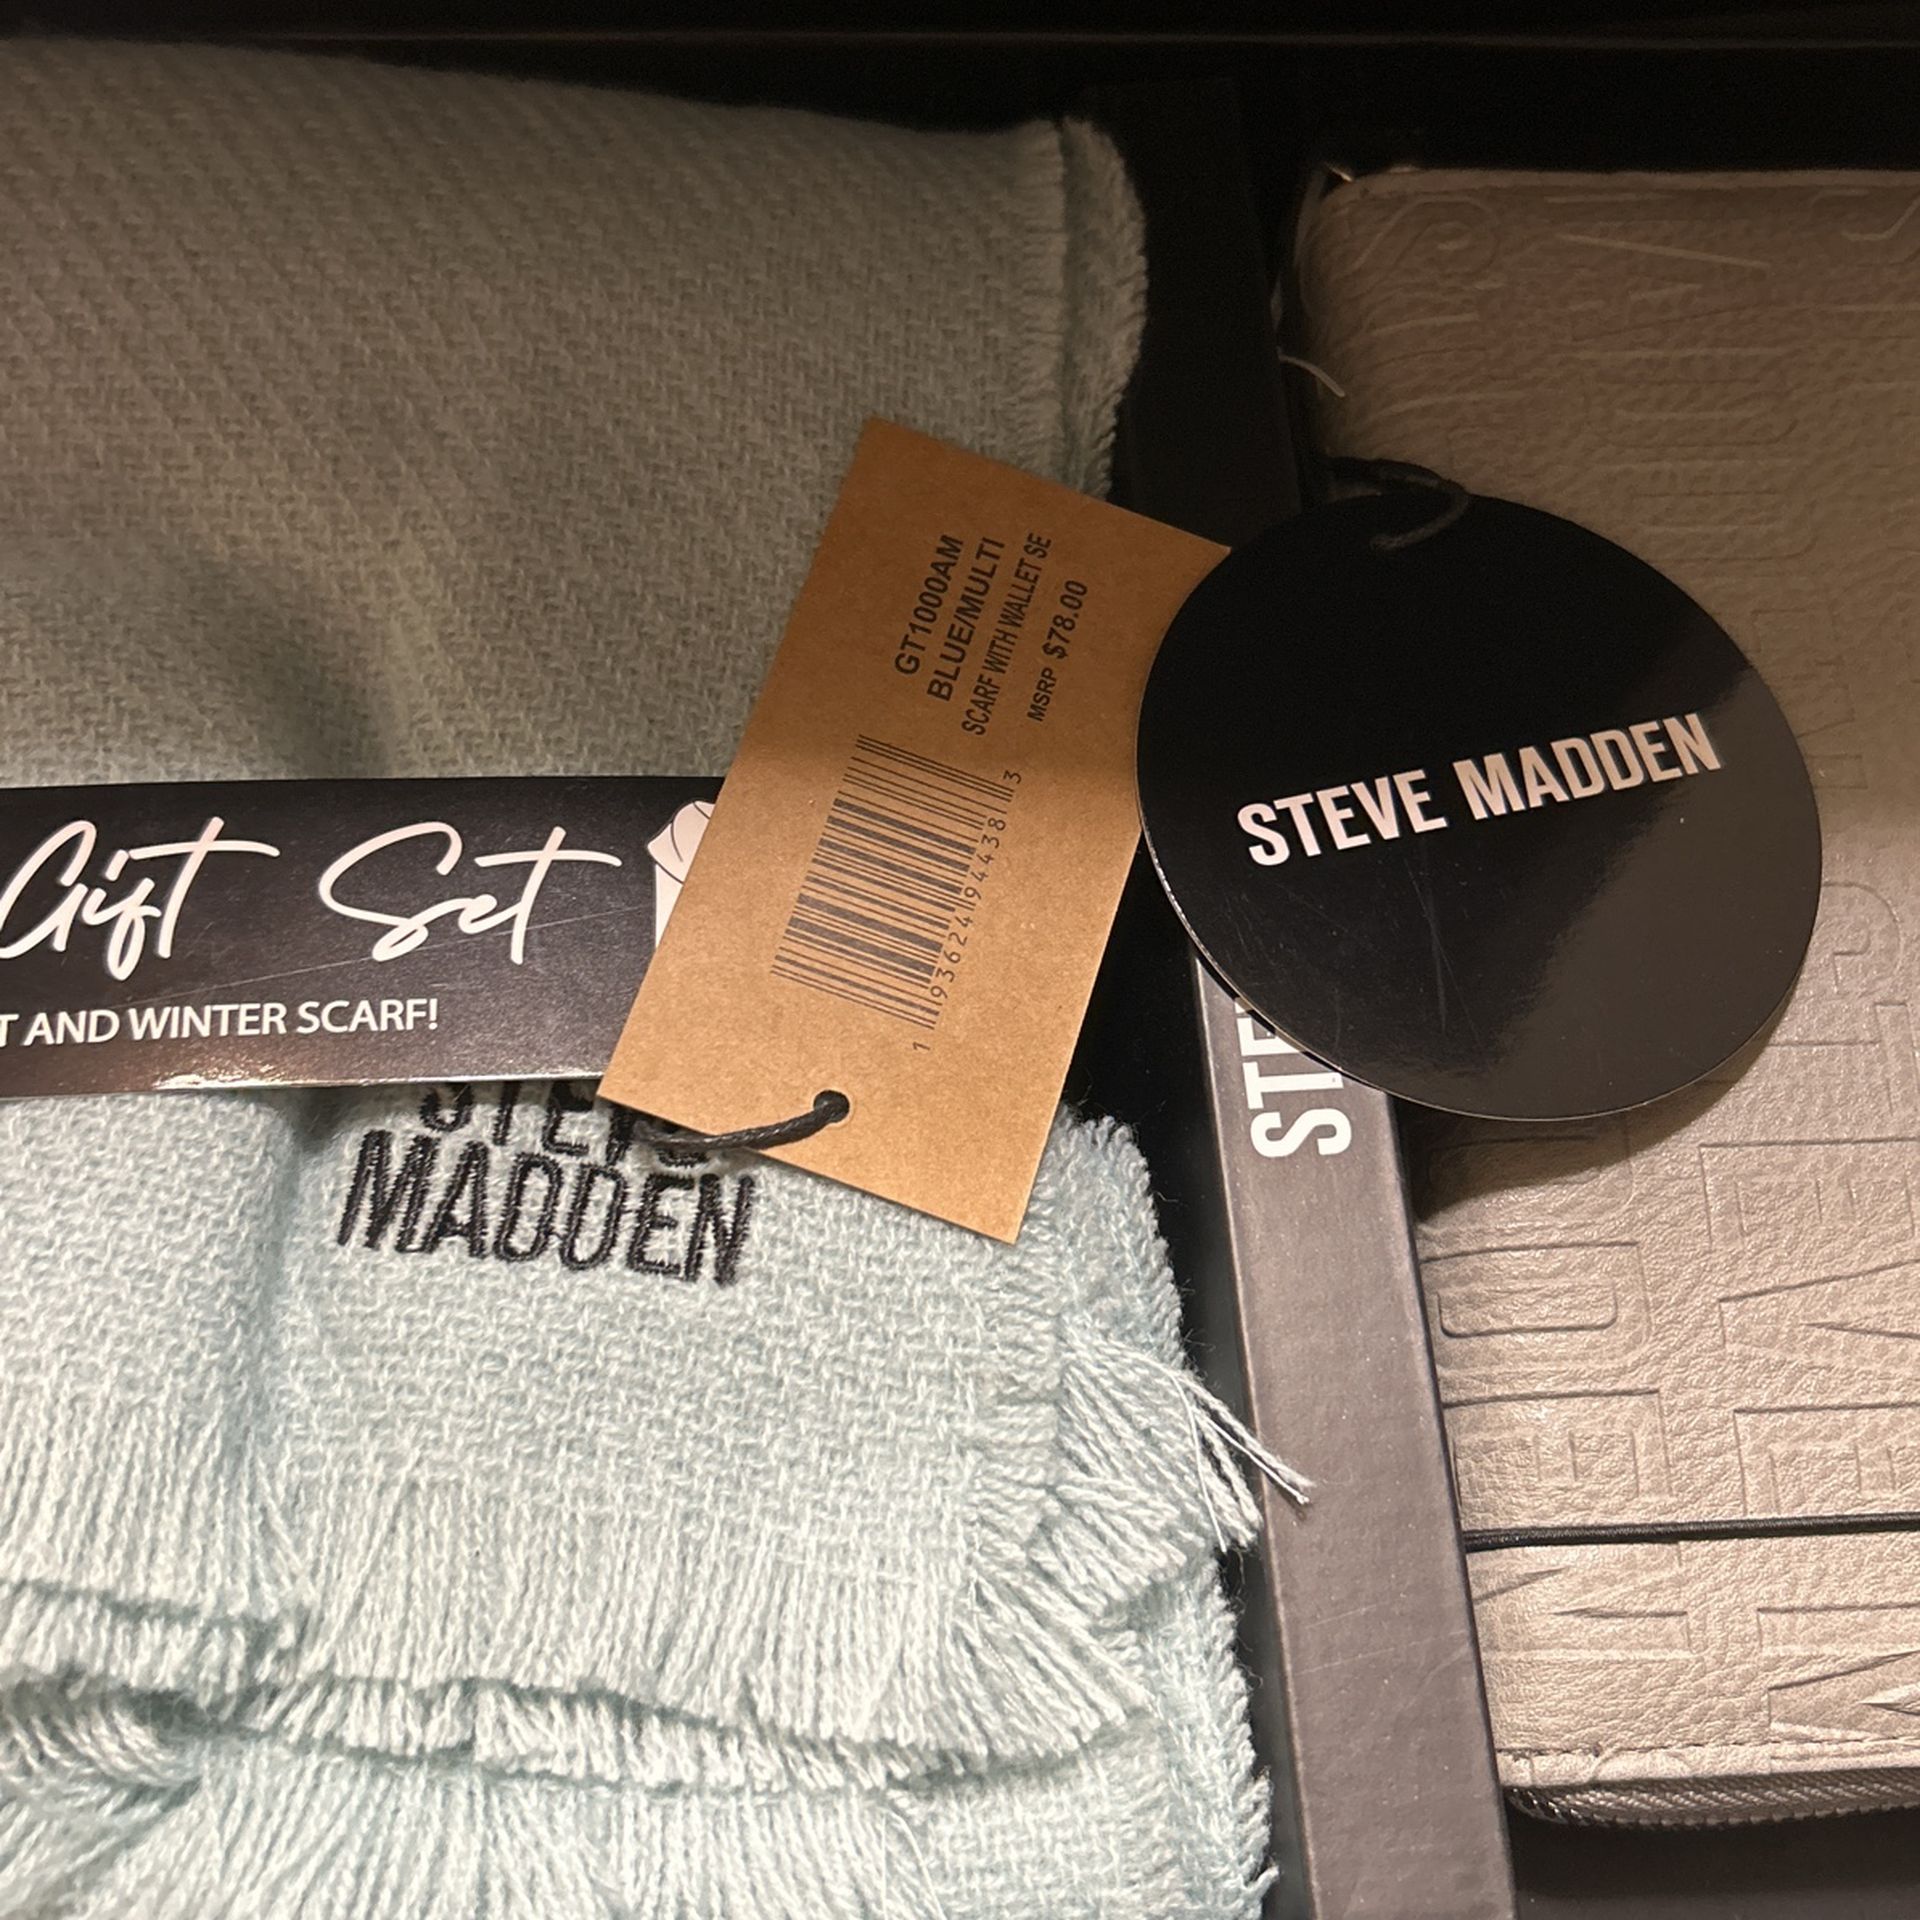 GT1000AM
BLUE/MULTI
SCARF WITH WALLET SE
MSRP $78.00
1 93624 94438 3
STEVE MADDEN
Gift Set
T AND WINTER SCARF!
STEVE
MADDEN
STE